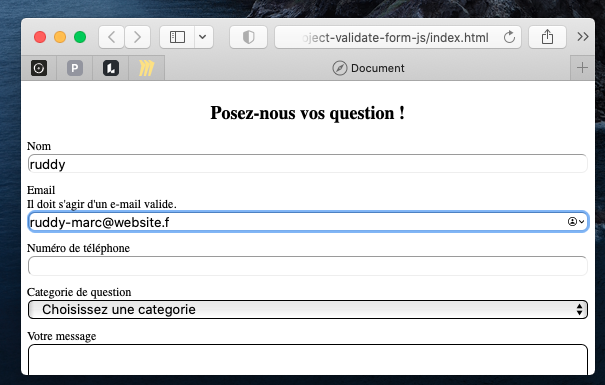 oject-validate-form-js/index.html
P
Document
Posez-nous vos question !
Nom
ruddy
Email
Il doit s'agir d'un e-mail valide.
ruddy-marc@website.f
Numéro de téléphone
Categorie de question
Choisissez une categorie
Votre message